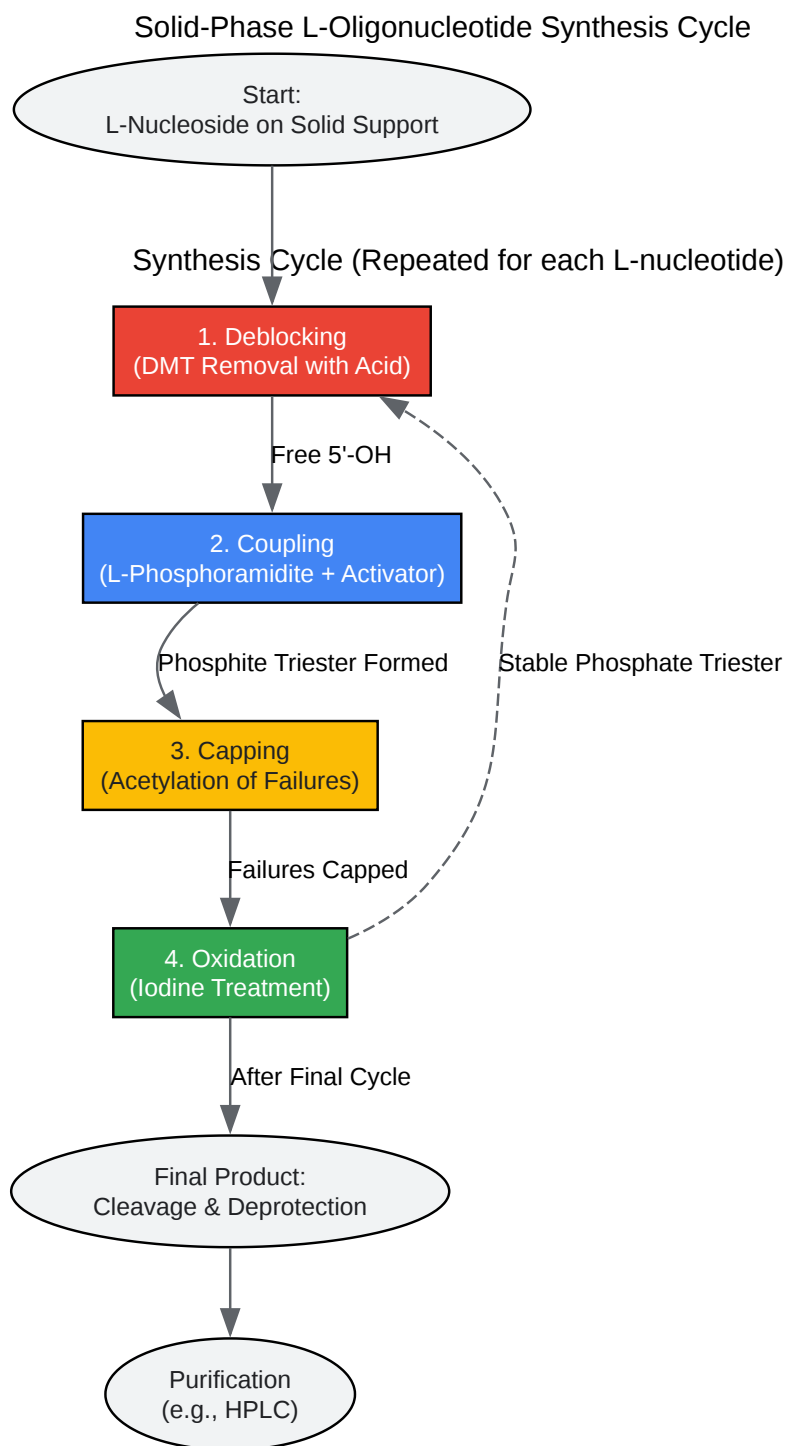 Solid-Phase L-Oligonucleotide Synthesis Cycle
Start:
L-Nucleoside on Solid Support
Synthesis Cycle (Repeated for each L-nucleotide)
1. Deblocking
(DMT Removal with Acid)
Free 5'-OH
2. Coupling
(L-Phosphoramidite + Activator)
Phosphite Triester Formed
Stable Phosphate Triester
3. Capping
(Acetylation of Failures)
Failures Capped
4. Oxidation
(Iodine Treatment)
After Final Cycle
Final Product:
Cleavage & Deprotection
Purification
(e.g., HPLC)